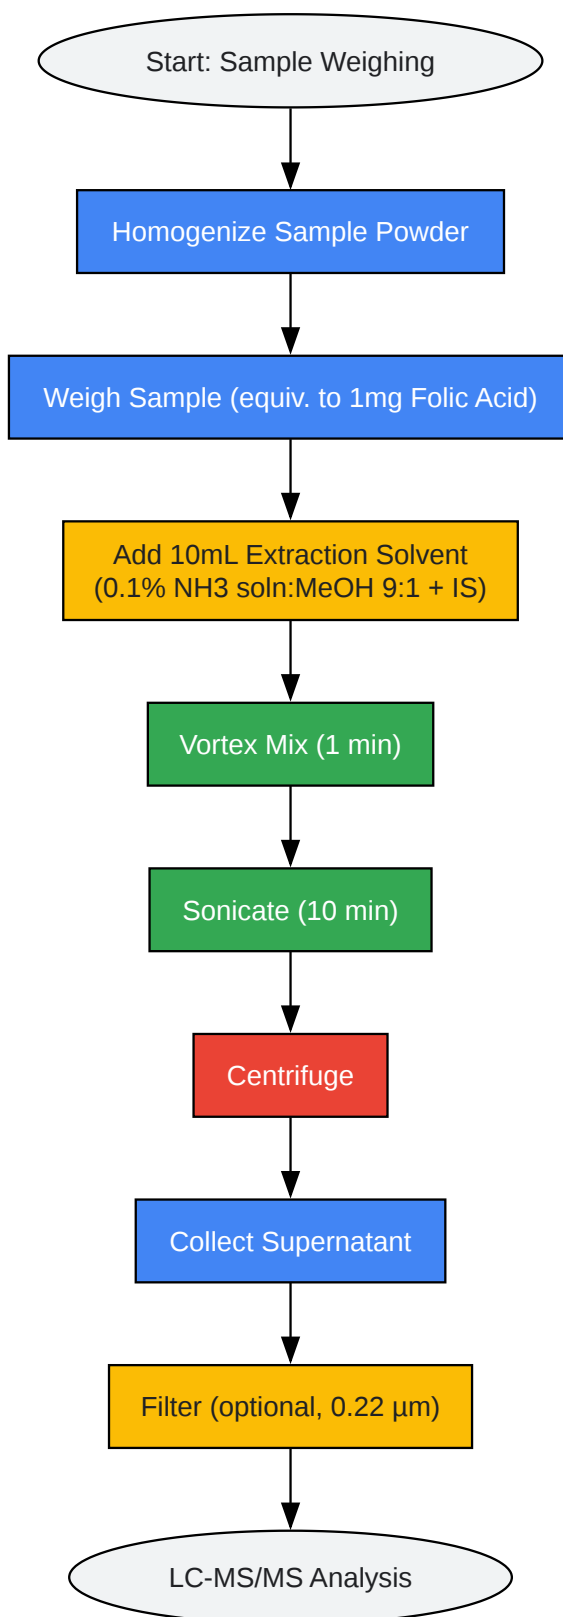 Start: Sample Weighing
Homogenize Sample Powder
Weigh Sample (equiv. to 1mg Folic Acid)
Add 10mL Extraction Solvent
(0.1% NH3 soln:MeOH 9:1 + IS)
Vortex Mix (1 min)
Sonicate (10 min)
Centrifuge
Collect Supernatant
Filter (optional, 0.22 µm)
LC-MS/MS Analysis